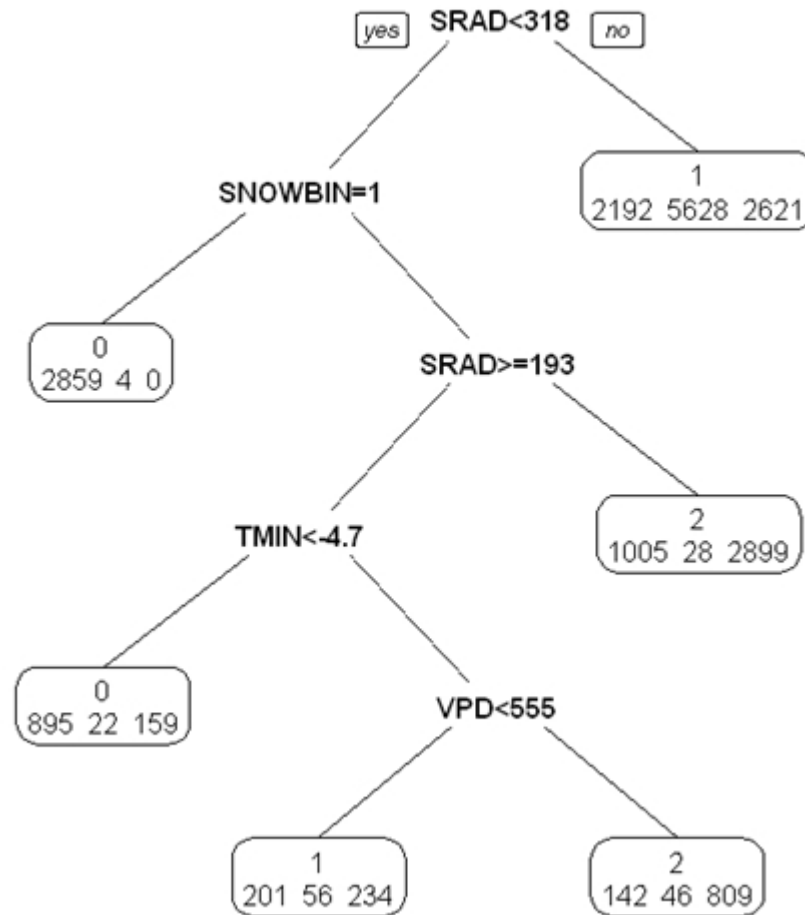 yes SRAD<318 no
1
2192 5628 2621
SNOWBIN=1
0
2859 4 0
SRAD>=193
2
1005 28 2899
TMIN<-4.7
0
895 22 159
VPD<555
1
201 56 234
2
142 46 809